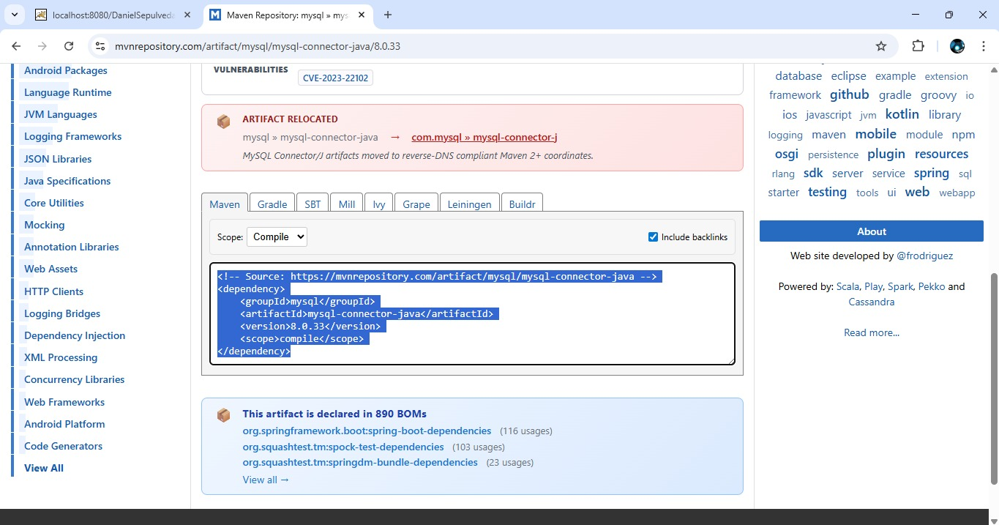 localhost:8080/DanielSepulveda
Maven Repository: mysql » mys
mvnrepository.com/artifact/mysql/mysql-connector-java/8.0.33
Android Packages
Language Runtime
JVM Languages
Logging Frameworks
JSON Libraries
Java Specifications
Core Utilities
Mocking
Annotation Libraries
Web Assets
HTTP Clients
Logging Bridges
Dependency Injection
XML Processing
Concurrency Libraries
Web Frameworks
Android Platform
Code Generators
View All
VULNERABILITIES
CVE-2023-22102
ARTIFACT RELOCATED
mysql » mysql-connector-java → com.mysql » mysql-connector-j
MySQL Connector/J artifacts moved to reverse-DNS compliant Maven 2+ coordinates.
Maven Gradle SBT Mill Ivy Grape Leiningen Buildr
Scope: Compile Include backlinks
<!-- Source: https://mvnrepository.com/artifact/mysql/mysql-connector-java -->
<dependency>
    <groupId>mysql</groupId>
    <artifactId>mysql-connector-java</artifactId>
    <version>8.0.33</version>
    <scope>compile</scope>
</dependency>
This artifact is declared in 890 BOMs
org.springframework.boot:spring-boot-dependencies (116 usages)
org.squashtest.tm:spock-test-dependencies (103 usages)
org.squashtest.tm:springdm-bundle-dependencies (23 usages)
View all →
database eclipse example extension
framework github gradle groovy io
ios javascript jvm kotlin library
logging maven mobile module npm
osgi persistence plugin resources
rlang sdk server service spring sql
starter testing tools ui web webapp
About
Web site developed by @frodriguez
Powered by: Scala, Play, Spark, Pekko and
Cassandra
Read more...